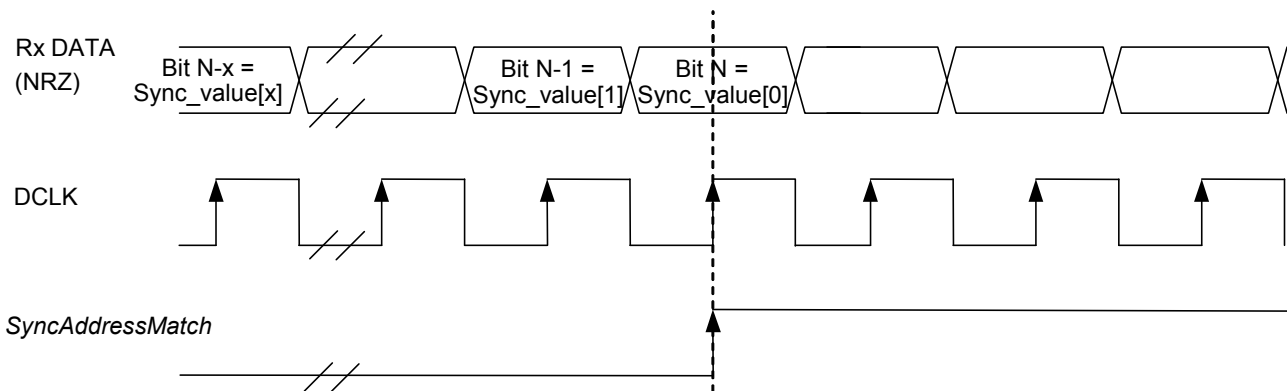 Rx DATA
(NRZ)
Bit N-x =
Sync_value[x]
Bit N-1 =
Sync_value[1]
Bit N =
Sync_value[0]
DCLK
SyncAddressMatch